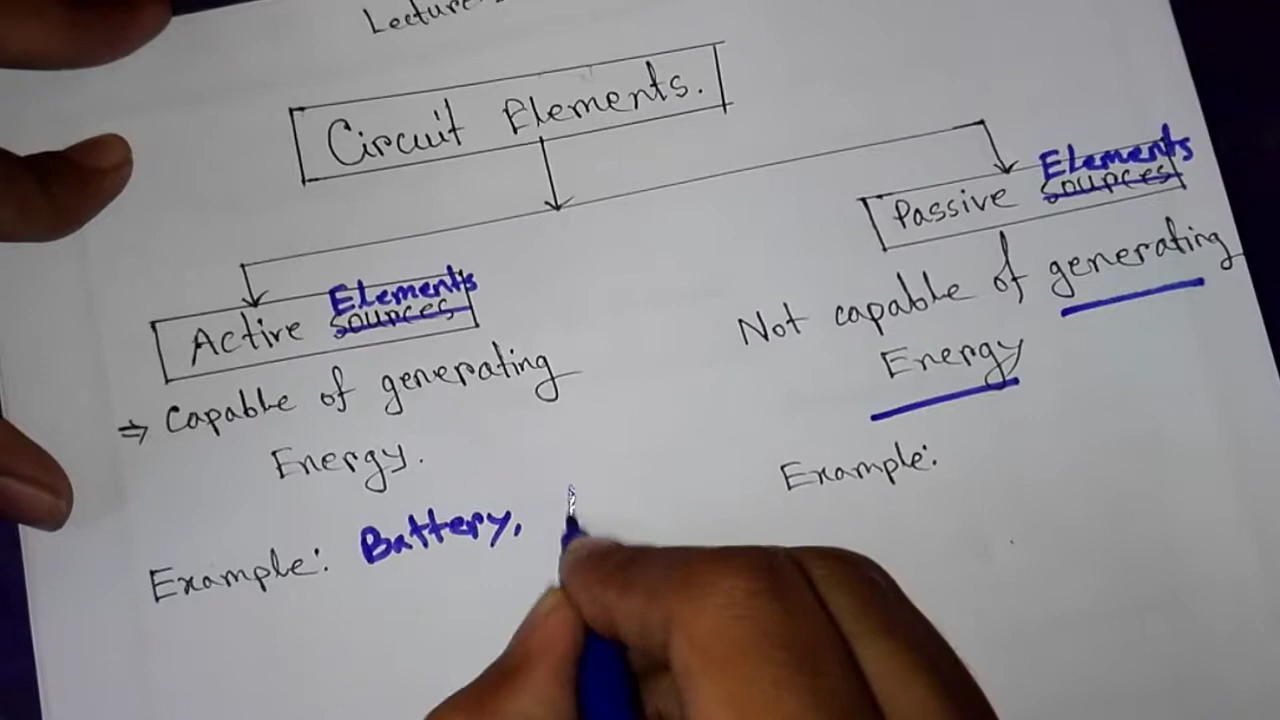 Lecture
Circuit Elements.
Elements
Passive Sources
Not capable of generating
Energy
Example:
Elements
Active Sources
⇒ Capable of generating
Energy.
Example: Battery,